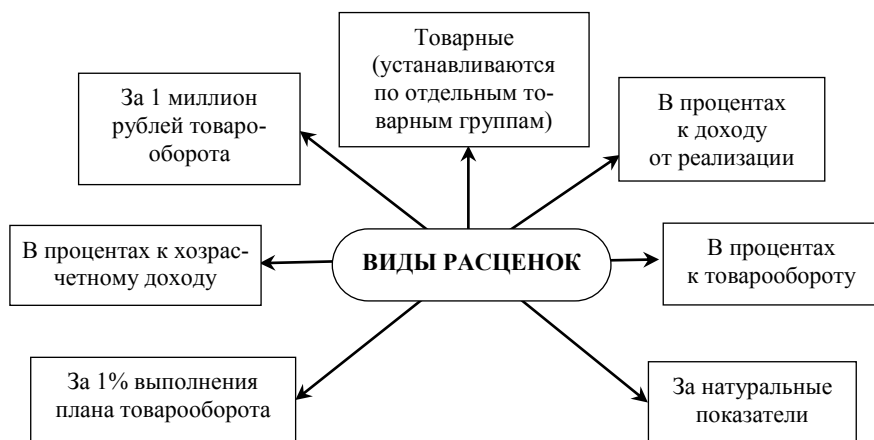 Товарные
(устанавливаются
по отдельным то-
варным группам)
За 1 миллион
рублей товаро-
оборота
В процентах
к доходу
от реализации
В процентах к хозрас-
четному доходу
ВИДЫ РАСЦЕНОК
В процентах
к товарообороту
За 1% выполнения
плана товарооборота
За натуральные
показатели